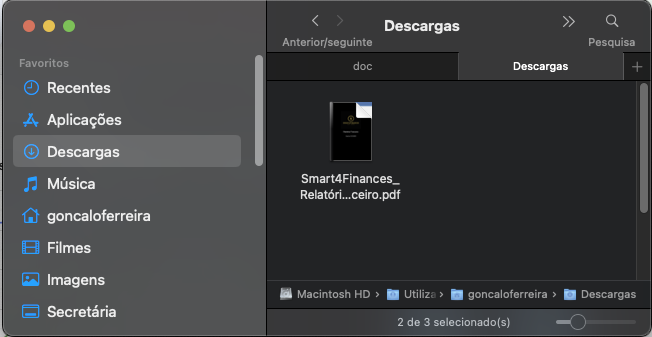 Descargas
Anterior/seguinte
Pesquisa
doc
Descargas
+
Favoritos
Recentes
Aplicações
Descargas
Música
goncaloferreira
Filmes
Imagens
Secretária
Smart4Finances_
Relatóri...ceiro.pdf
Macintosh HD › Utiliza › goncaloferreira › Descargas
2 de 3 selecionado(s)